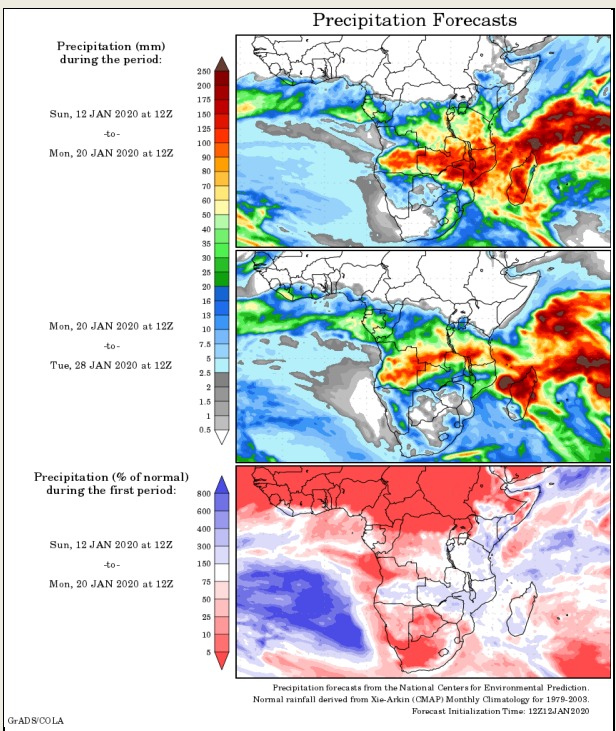 Precipitation Forecasts
Precipitation (mm)
during the period:
Sun, 12 JAN 2020 at 12Z
-to-
Mon, 20 JAN 2020 at 12Z
250
200
175
150
125
100
90
80
70
60
50
40
35
30
25
20
16
13
10
7.5
5
2.5
2
1.5
1
0.5
Mon, 20 JAN 2020 at 12Z
-to-
Tue, 28 JAN 2020 at 12Z
Precipitation (% of normal)
during the first period:
Sun, 12 JAN 2020 at 12Z
-to-
Mon, 20 JAN 2020 at 12Z
800
600
400
300
150
75
50
25
10
5
Precipitation forecasts from the National Centers for Environmental Prediction.
Normal rainfall derived from Xie-Arkin (CMAP) Monthly Climatology for 1979-2003.
Forecast Initialization Time: 12Z12JAN2020
GrADS/COLA